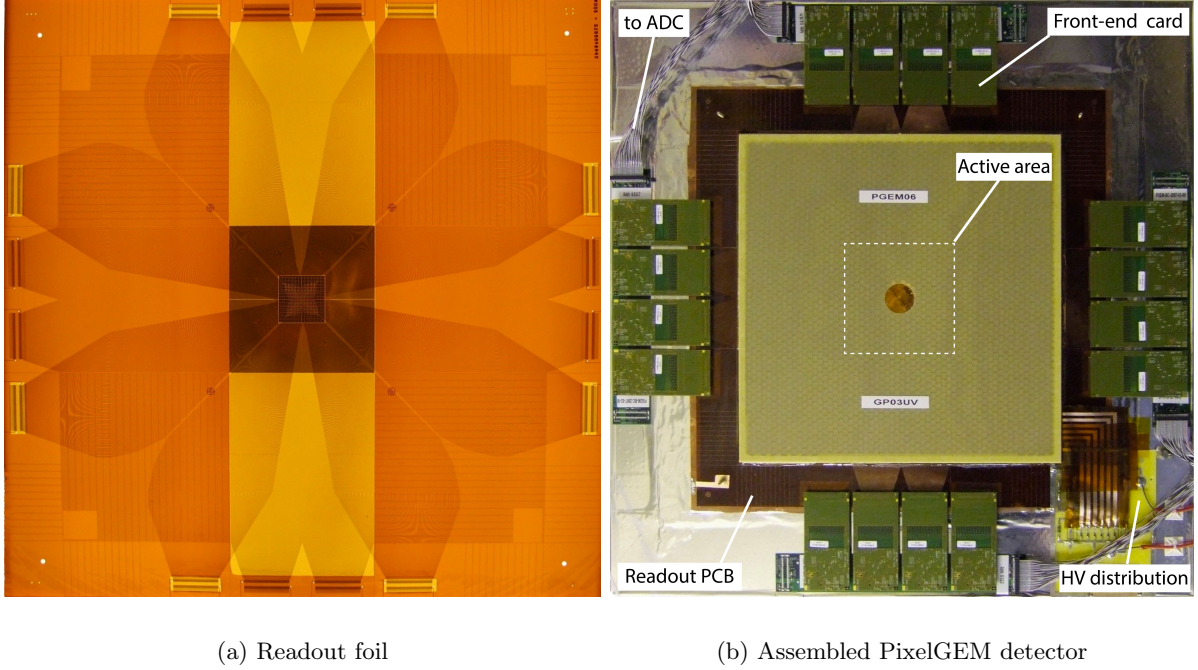 to ADC
Front-end card
Active area
PGEM06
GP03UV
Readout PCB
HV distribution
(a) Readout foil
(b) Assembled PixelGEM detector